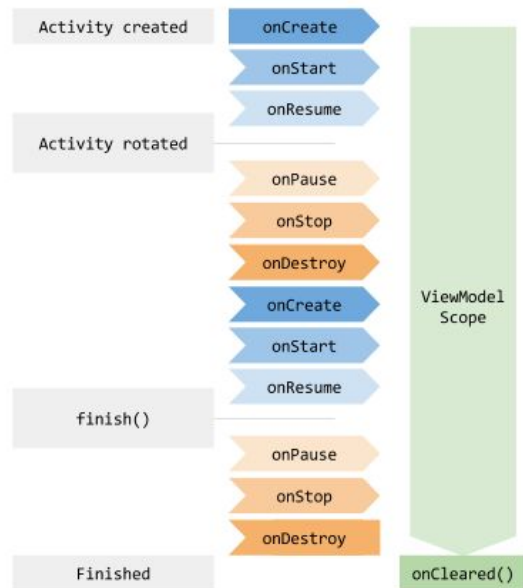 Activity created
onCreate
onStart
onResume
Activity rotated
onPause
onStop
onDestroy
onCreate
onStart
onResume
finish()
onPause
onStop
onDestroy
Finished
ViewModel
Scope
onCleared()